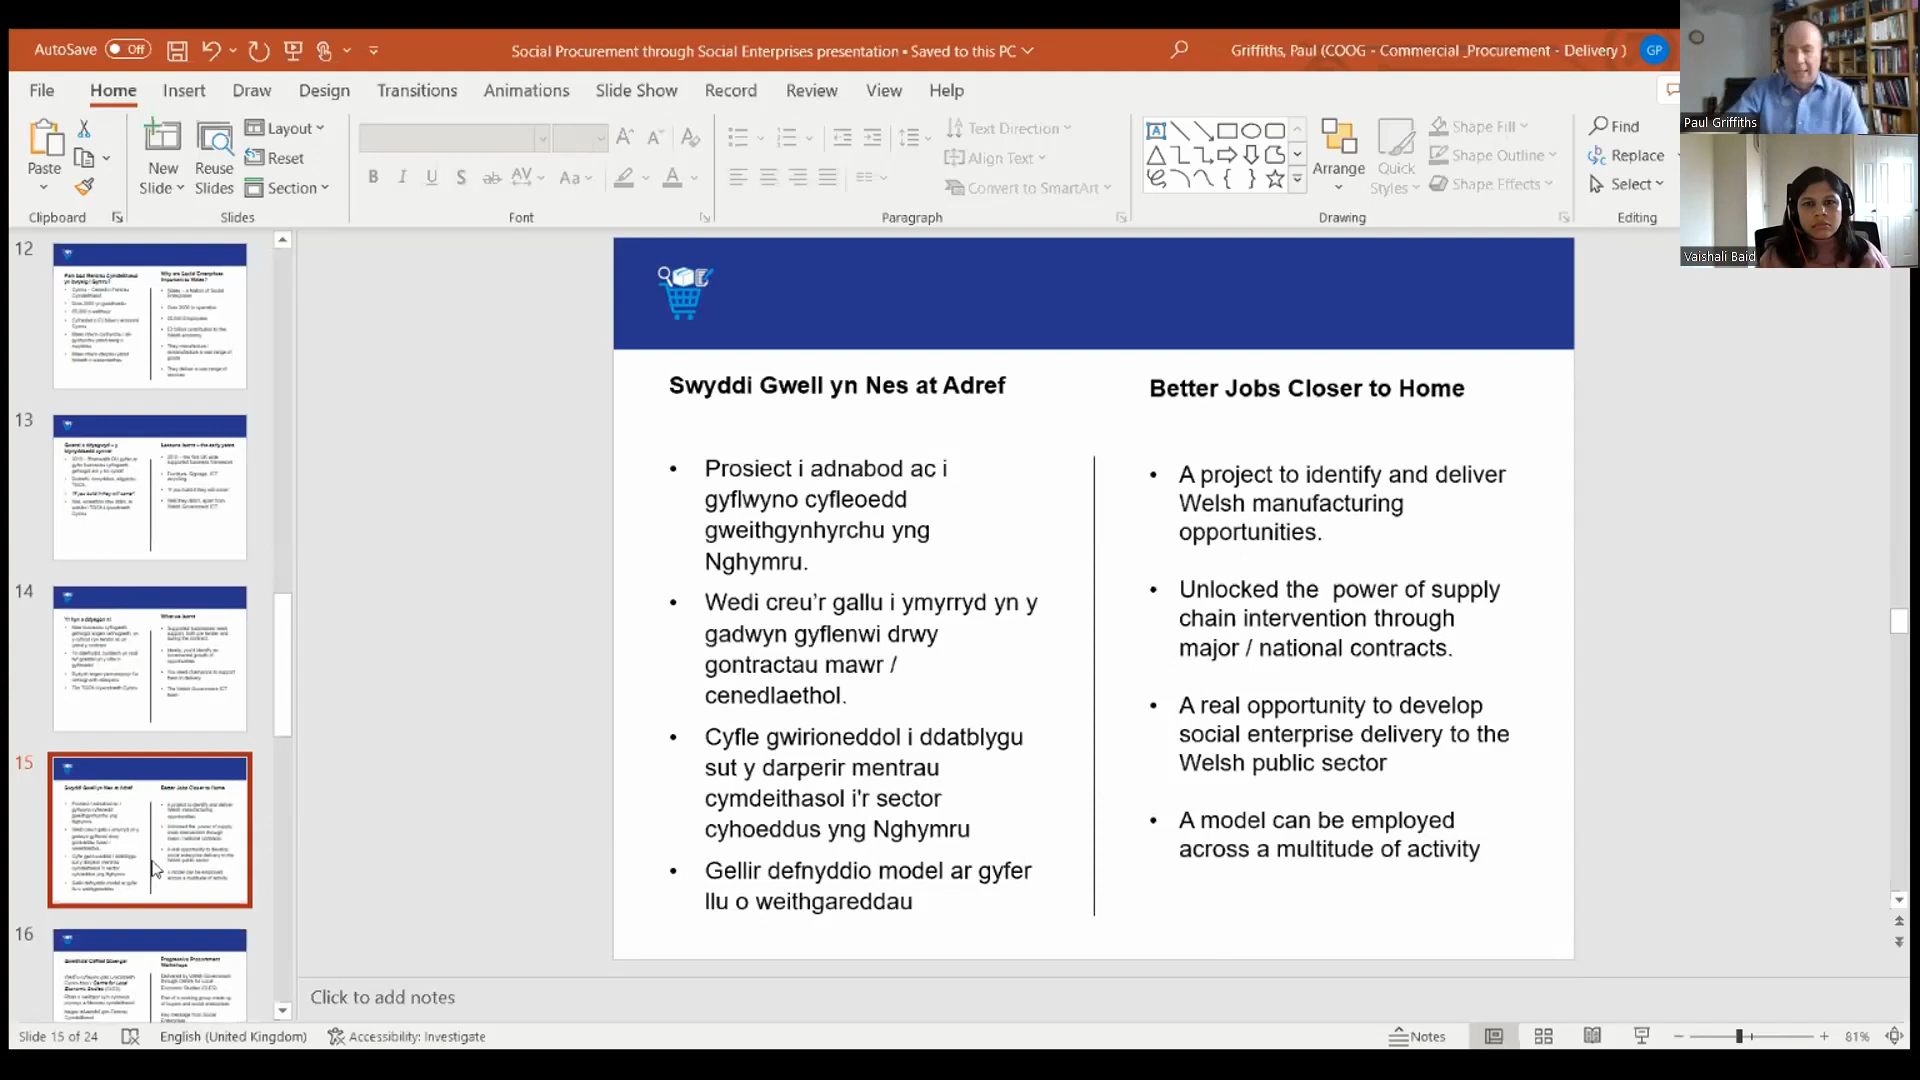 AutoSave Off
Social Procurement through Social Enterprises presentation • Saved to this PC
Griffiths, Paul (COOG - Commercial_Procurement - Delivery )
GP
File Home Insert Draw Design Transitions Animations Slide Show Record Review View Help
Paste
Clipboard
New
Slide
Reuse
Slides
Layout
Reset
Section
Slides
Font
Text Direction
Align Text
Convert to SmartArt
Paragraph
Arrange
Quick
Styles
Shape Fill
Shape Outline
Shape Effects
Drawing
Find
Replace
Select
Editing
Paul Griffiths
Vaishali Baid
12
13
14
15
16
Swyddi Gwell yn Nes at Adref
• Prosiect i adnabod ac i
gyflwyno cyfleoedd
gweithgynhyrchu yng
Nghymru.
• Wedi creu’r gallu i ymyrryd yn y
gadwyn gyflenwi drwy
gontractau mawr /
cenedlaethol.
• Cyfle gwirioneddol i ddatblygu
sut y darperir mentrau
cymdeithasol i'r sector
cyhoeddus yng Nghymru
• Gellir defnyddio model ar gyfer
llu o weithgareddau
Better Jobs Closer to Home
• A project to identify and deliver
Welsh manufacturing
opportunities.
• Unlocked the power of supply
chain intervention through
major / national contracts.
• A real opportunity to develop
social enterprise delivery to the
Welsh public sector
• A model can be employed
across a multitude of activity
Click to add notes
Slide 15 of 24
English (United Kingdom)
Accessibility: Investigate
Notes
81%